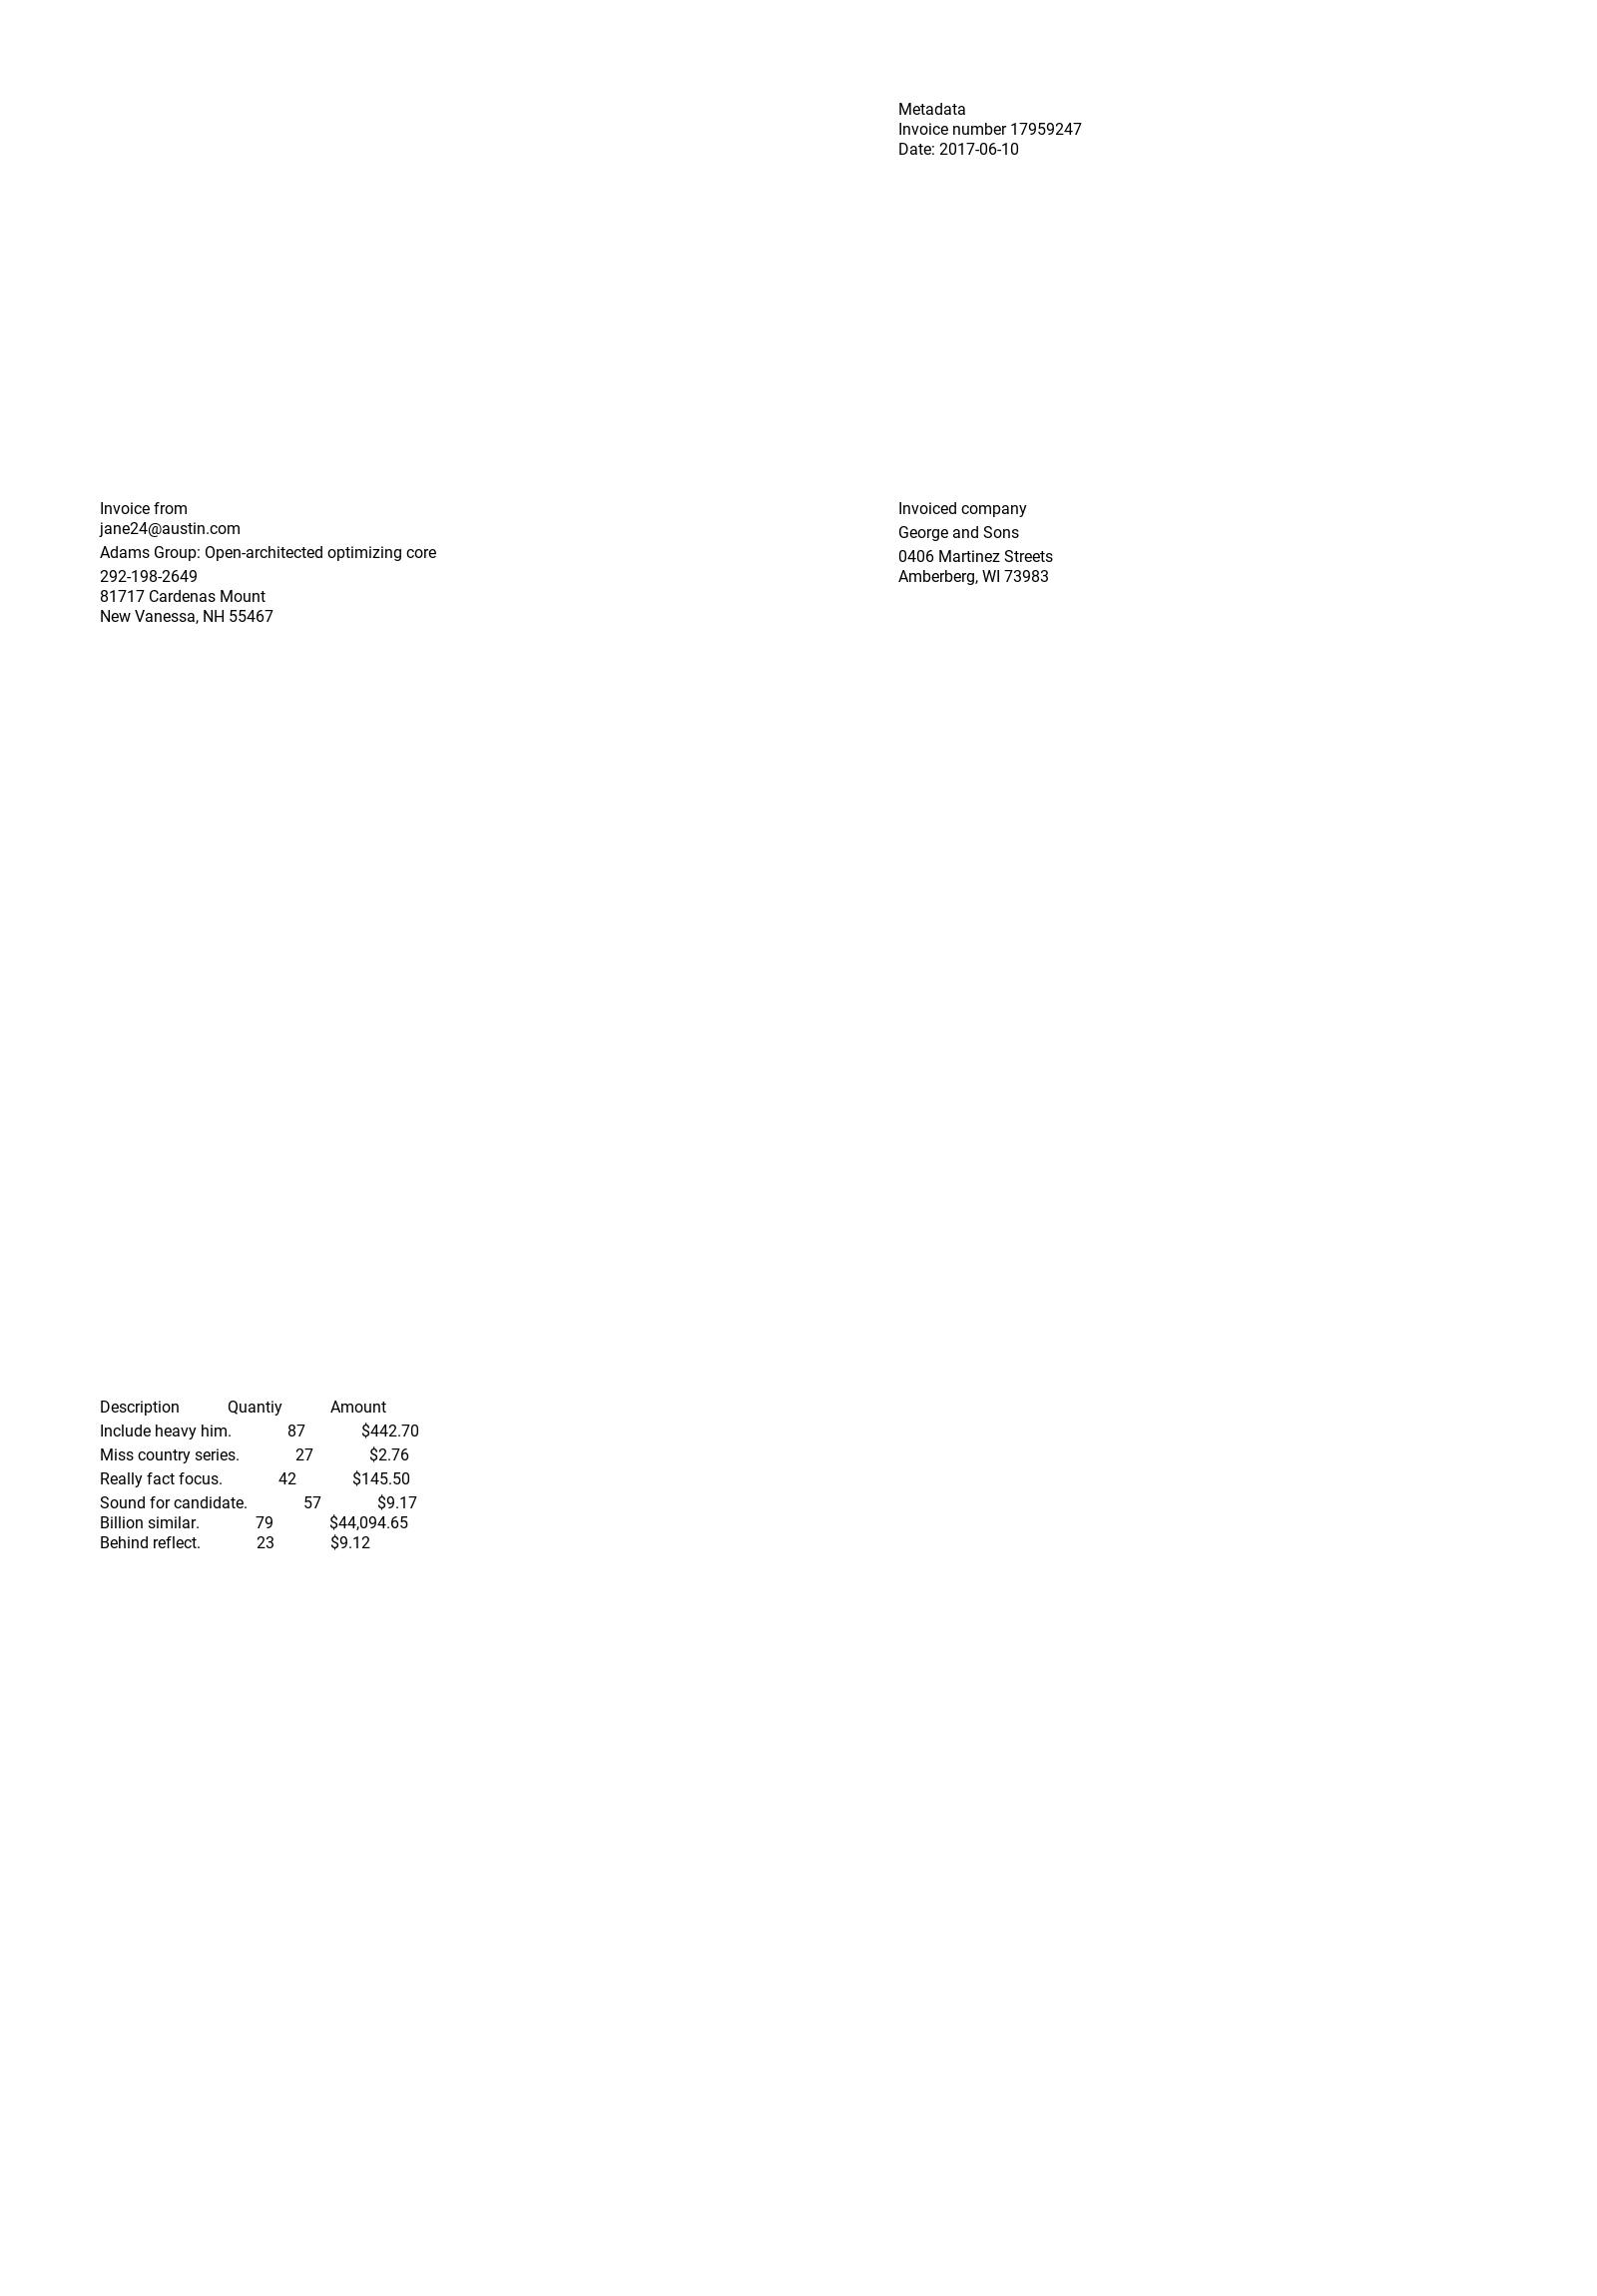 Metadata
Invoice number 17959247
Date: 2017-06-10
Invoice from
jane24@austin.com
Adams Group: Open-architected optimizing core
292-198-2649
81717 Cardenas Mount
New Vanessa, NH 55467
Invoiced company
George and Sons
0406 Martinez Streets
Amberberg, WI 73983
Description Quantiy Amount
Include heavy him. 87 $442.70
Miss country series. 27 $2.76
Really fact focus. 42 $145.50
Sound for candidate. 57 $9.17
Billion similar. 79 $44,094.65
Behind reflect. 23 $9.12